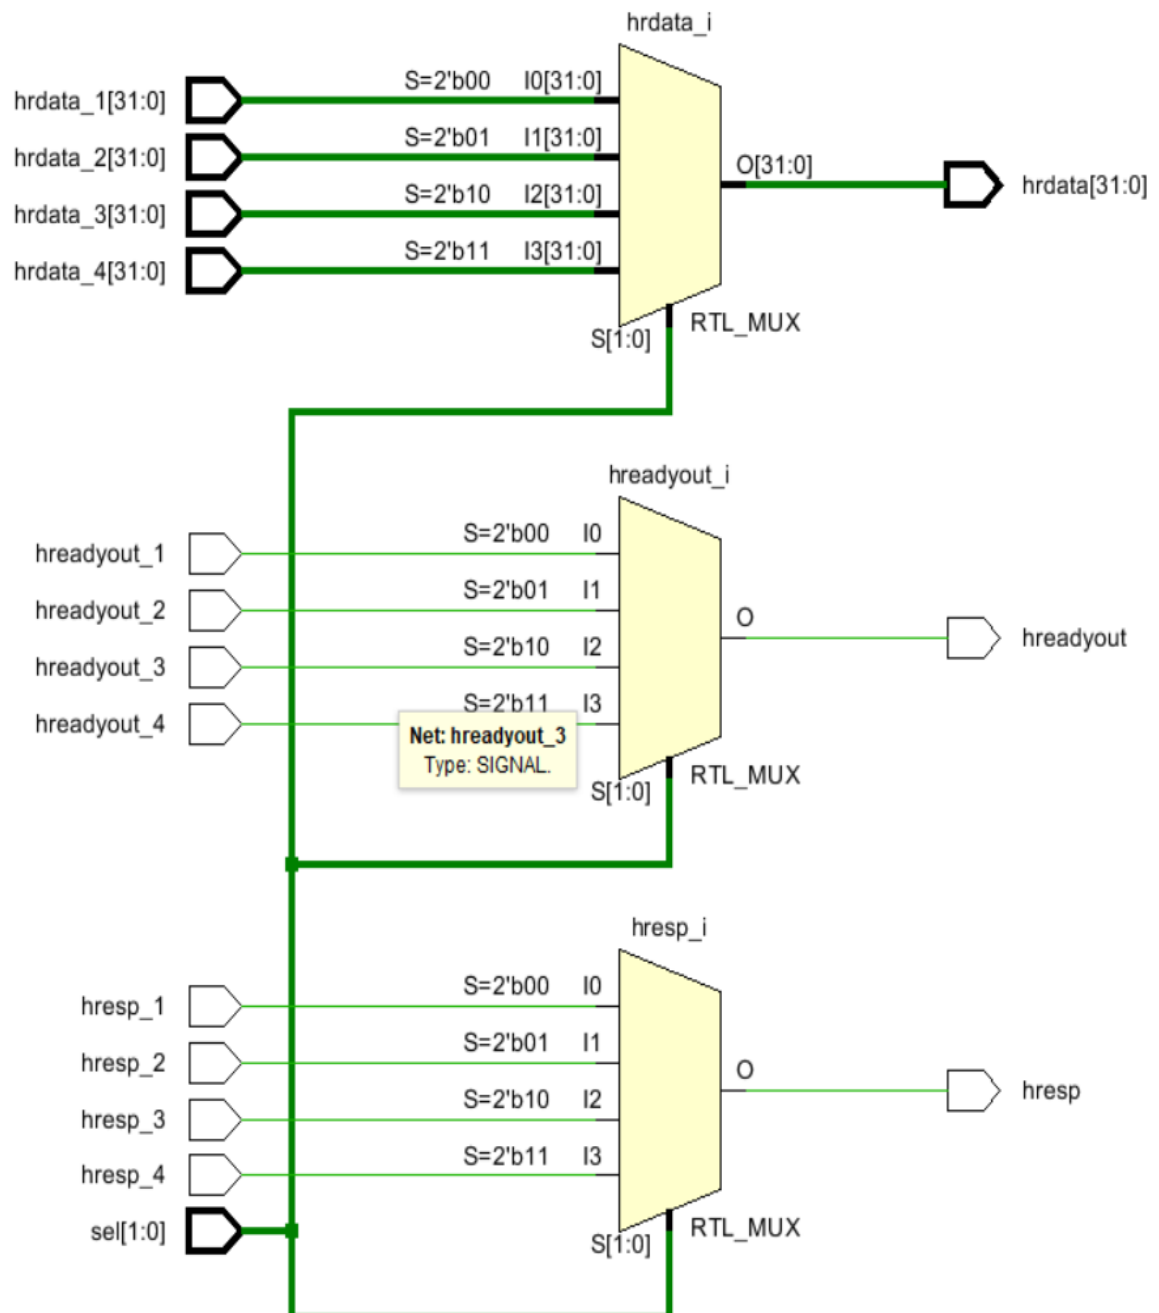 hrdata_i
S=2'b00 I0[31:0]
hrdata_1[31:0]
S=2'b01 I1[31:0]
hrdata_2[31:0]
O[31:0]
hrdata[31:0]
S=2'b10 I2[31:0]
hrdata_3[31:0]
S=2'b11 I3[31:0]
hrdata_4[31:0]
RTL_MUX
S[1:0]
hreadyout_i
S=2'b00 I0
hreadyout_1
S=2'b01 I1
hreadyout_2
O
hreadyout
S=2'b10 I2
hreadyout_3
S=2'b11 I3
hreadyout_4
Net: hreadyout_3
Type: SIGNAL.
RTL_MUX
S[1:0]
hresp_i
S=2'b00 I0
hresp_1
S=2'b01 I1
hresp_2
O
hresp
S=2'b10 I2
hresp_3
S=2'b11 I3
hresp_4
sel[1:0]
RTL_MUX
S[1:0]